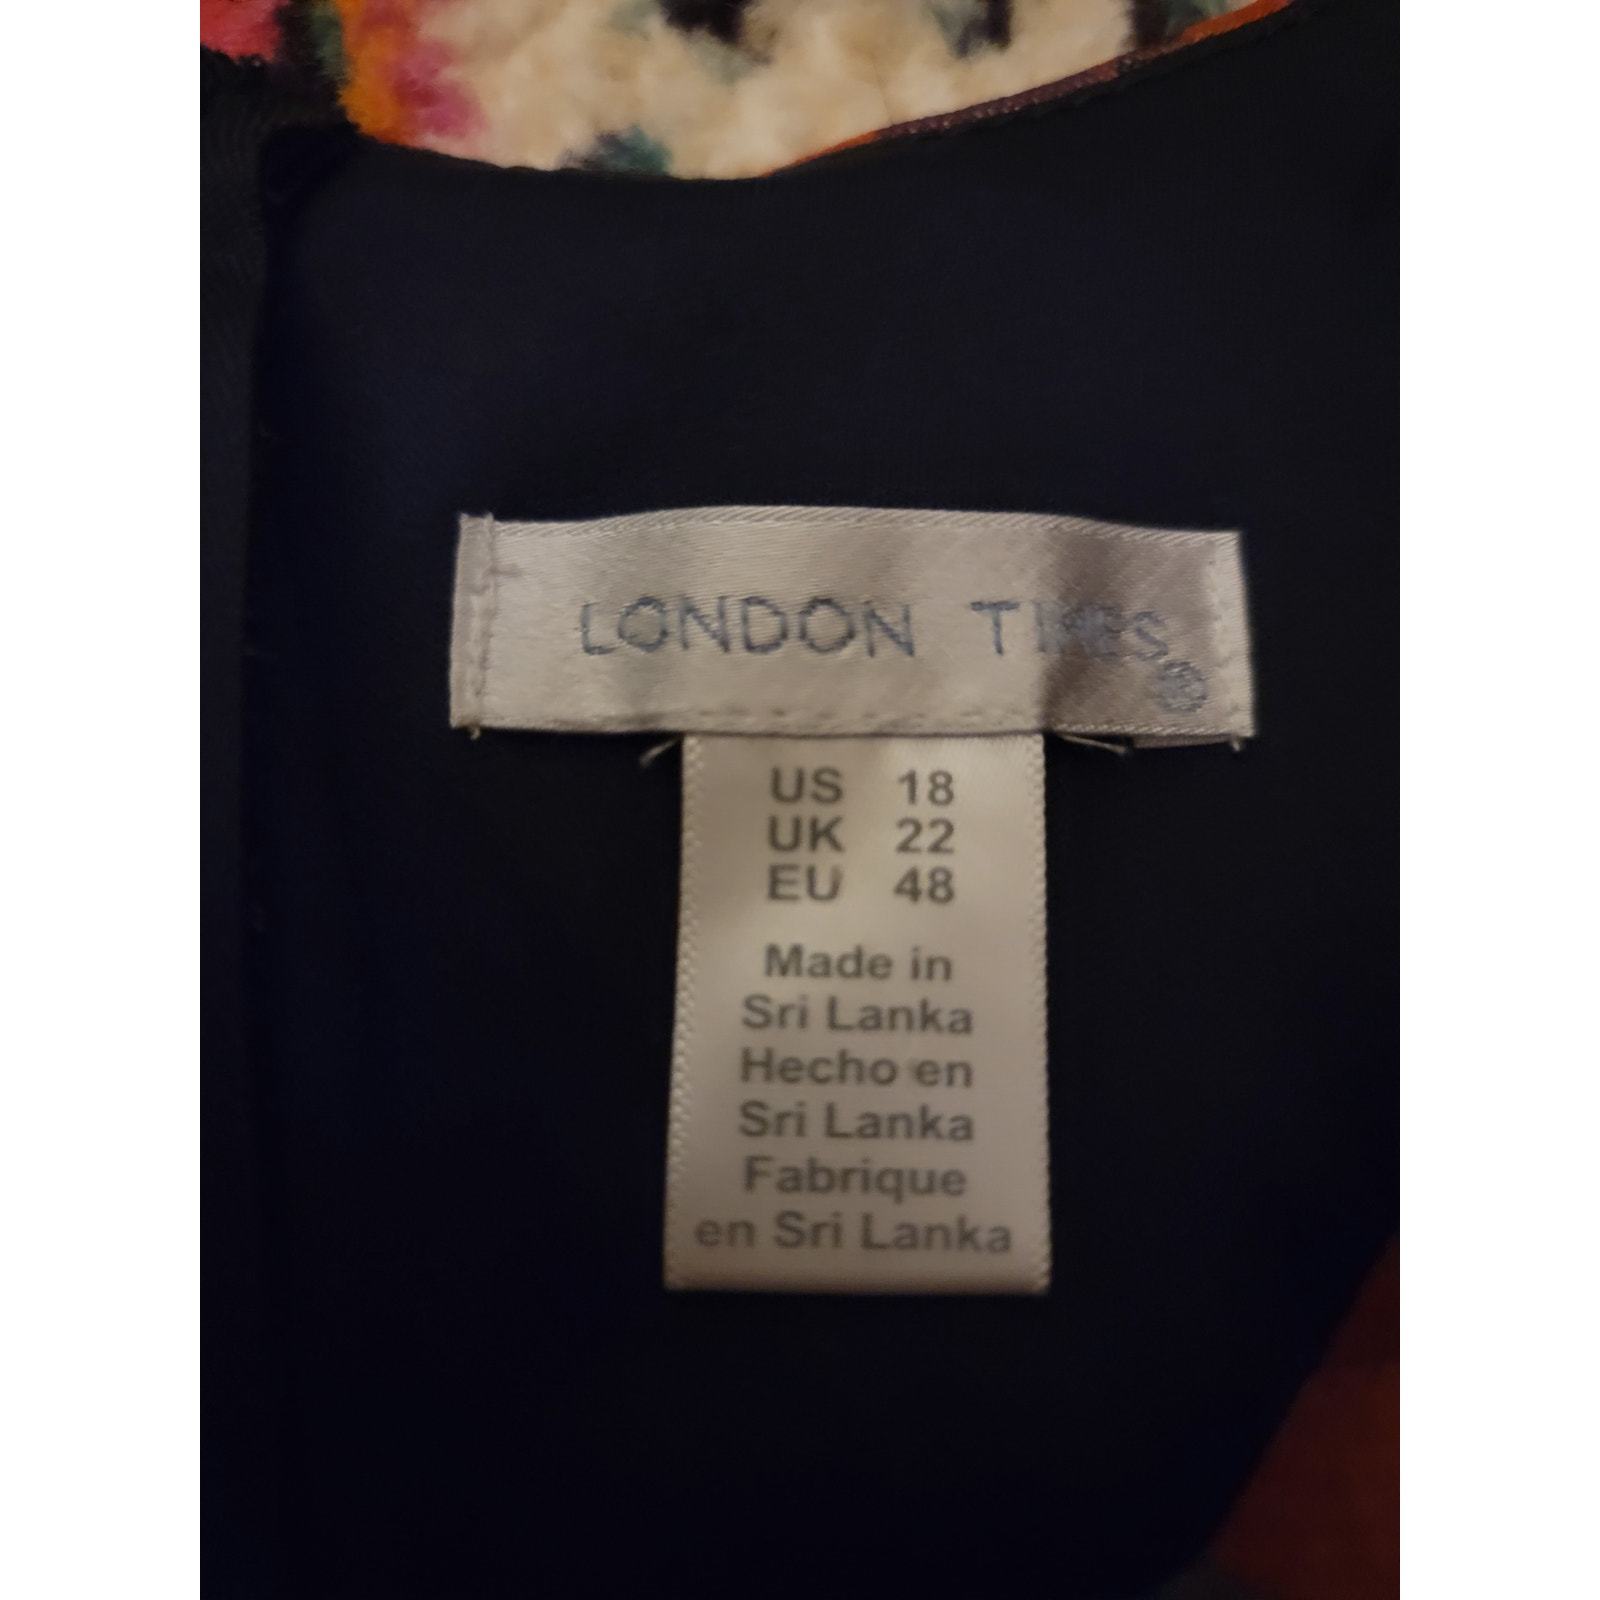 LONDON TIMES®
US 18
UK 22
EU 48
Made in
Sri Lanka
Hecho en
Sri Lanka
Fabrique
en Sri Lanka